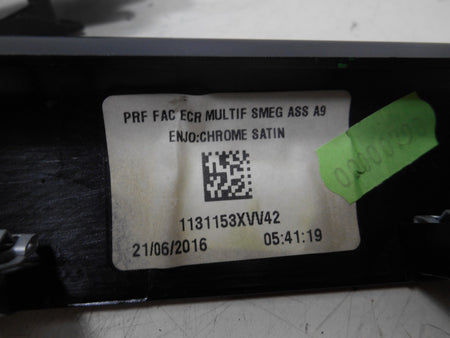 PRF FAC ECR MULTIF SMEG ASS A9
ENJO:CHROME SATIN
1131153XVV42
21/06/2016 05:41:19